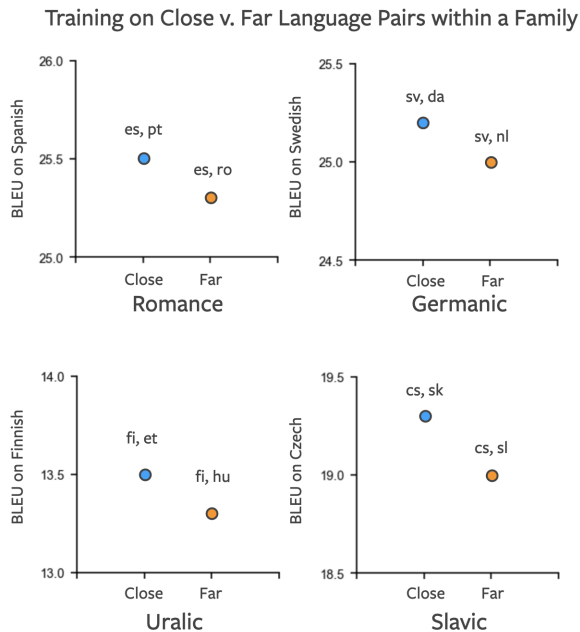 Training on Close v. Far Language Pairs within a Family
BLEU on Spanish
26.0
25.5
25.0
es, pt
es, ro
Close
Far
Romance
BLEU on Swedish
25.5
25.0
24.5
sv, da
sv, nl
Close
Far
Germanic
BLEU on Finnish
14.0
13.5
13.0
fi, et
fi, hu
Close
Far
Uralic
BLEU on Czech
19.5
19.0
18.5
cs, sk
cs, sl
Close
Far
Slavic